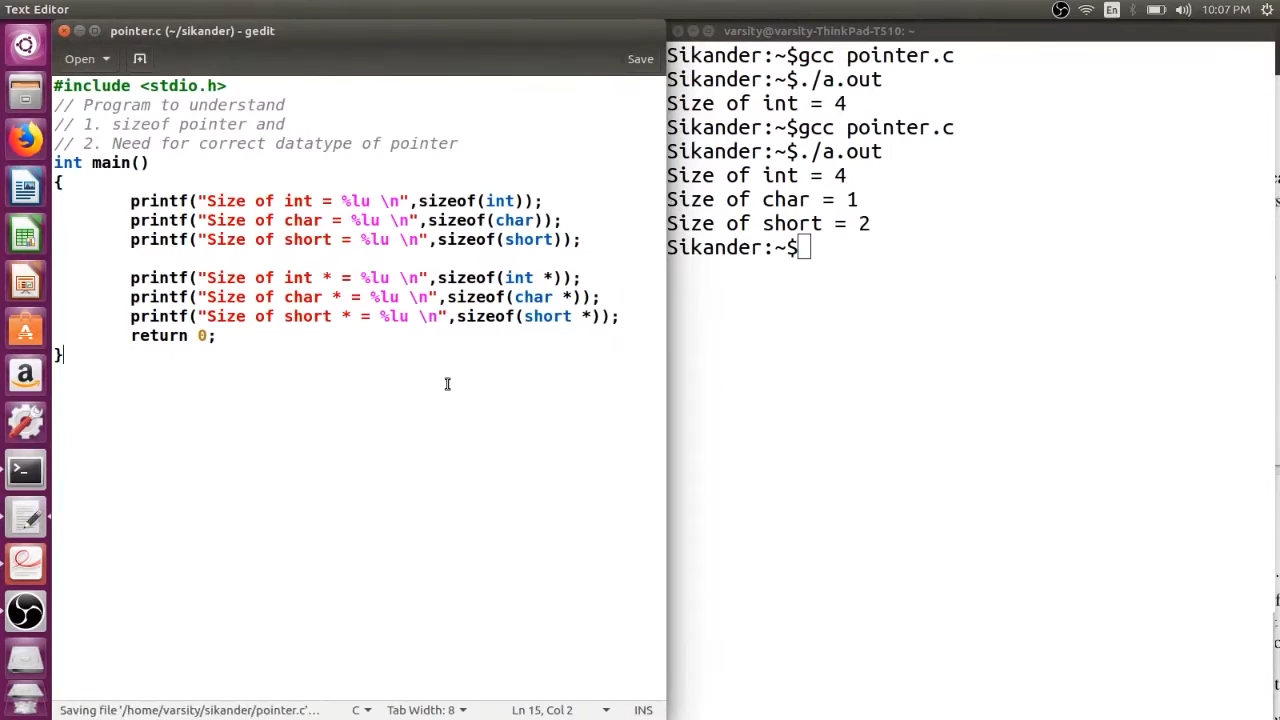 Text Editor
En
10:07 PM
pointer.c (~/sikander) - gedit
varsity@varsity-ThinkPad-T510: ~
Open
Save
#include <stdio.h>
// Program to understand
// 1. sizeof pointer and
// 2. Need for correct datatype of pointer
int main()
{
printf("Size of int = %lu \n",sizeof(int));
printf("Size of char = %lu \n",sizeof(char));
printf("Size of short = %lu \n",sizeof(short));
printf("Size of int * = %lu \n",sizeof(int *));
printf("Size of char * = %lu \n",sizeof(char *));
printf("Size of short * = %lu \n",sizeof(short *));
return 0;
}
Saving file '/home/varsity/sikander/pointer.c'…
C
Tab Width: 8
Ln 15, Col 2
INS
Sikander:~$gcc pointer.c
Sikander:~$./a.out
Size of int = 4
Sikander:~$gcc pointer.c
Sikander:~$./a.out
Size of int = 4
Size of char = 1
Size of short = 2
Sikander:~$